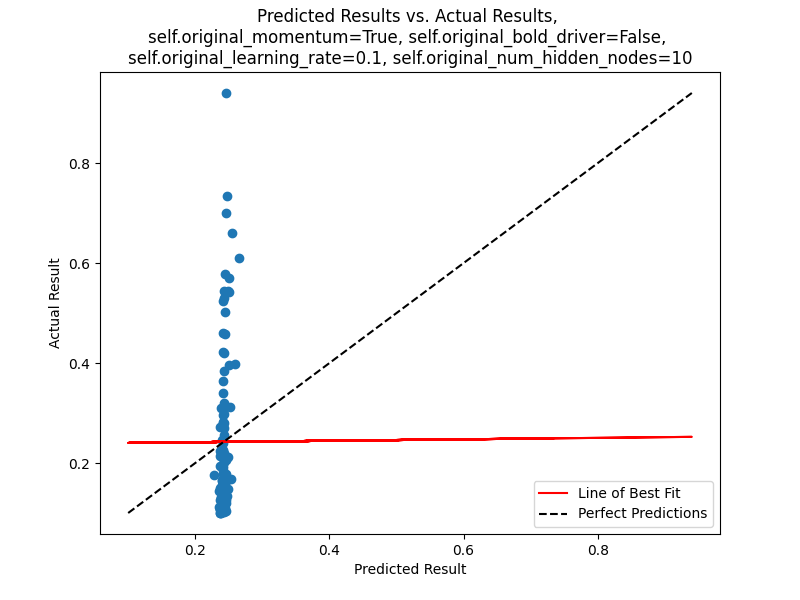 Predicted Results vs. Actual Results,
self.original_momentum=True, self.original_bold_driver=False,
self.original_learning_rate=0.1, self.original_num_hidden_nodes=10
Actual Result
0.8
0.6
0.4
0.2
Line of Best Fit
Perfect Predictions
0.2 0.4 0.6 0.8
Predicted Result